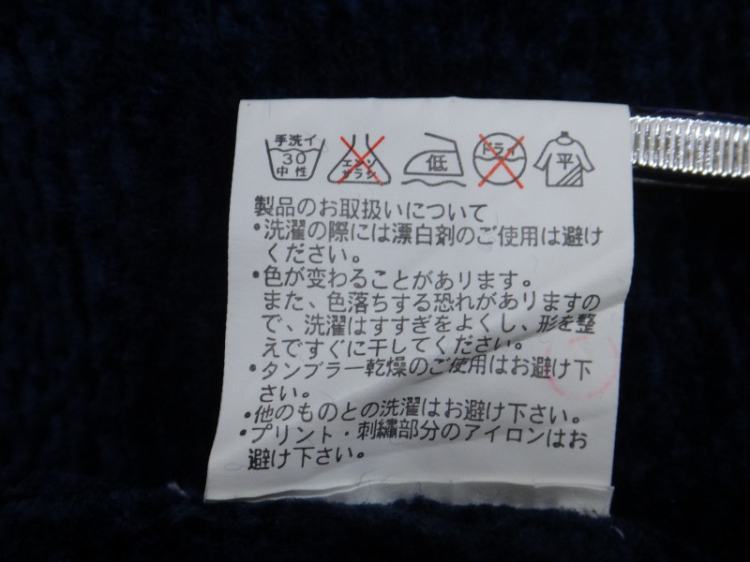 手洗イ
30
中性
エンソ
サラシ
低
ドライ
平
製品のお取扱いについて
•洗濯の際には漂白剤のご使用は避け
ください。
•色が変わることがあリます。
また、色落ちする恐れがあリますの
で、洗濯はすすぎをよくし、形を整
えですぐに干してください。
•タンブラー乾燥のご使用はお避け下
さい。
•他のものとの洗濯はお避け下さい。
•プリント・刺繡部分のアイロンはお
避け下さい。